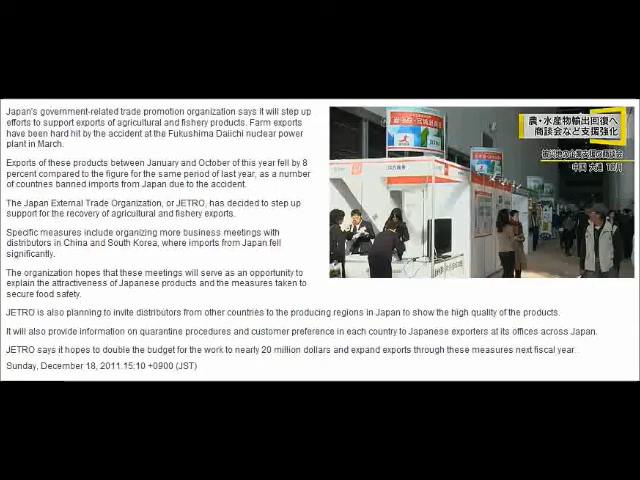 Japan's government-related trade promotion organization says it will step up
efforts to support exports of agricultural and fishery products. Farm exports
have been hard hit by the accident at the Fukushima Daiichi nuclear power
plant in March.
Exports of these products between January and October of this year fell by 8
percent compared to the figure for the same period of last year, as a number
of countries banned imports from Japan due to the accident.
The Japan External Trade Organization, or JETRO, has decided to step up
support for the recovery of agricultural and fishery exports.
Specific measures include organizing more business meetings with
distributors in China and South Korea, where imports from Japan fell
significantly.
The organization hopes that these meetings will serve as an opportunity to
explain the attractiveness of Japanese products and the measures taken to
secure food safety.
JETRO is also planning to invite distributors from other countries to the producing regions in Japan to show the high quality of the products.
It will also provide information on quarantine procedures and customer preference in each country to Japanese exporters at its offices across Japan.
JETRO says it hopes to double the budget for the work to nearly 20 million dollars and expand exports through these measures next fiscal year.
Sunday, December 18, 2011 15:10 +0900 (JST)
農・水産物輸出回復へ
商談会など支援強化
中国 大連